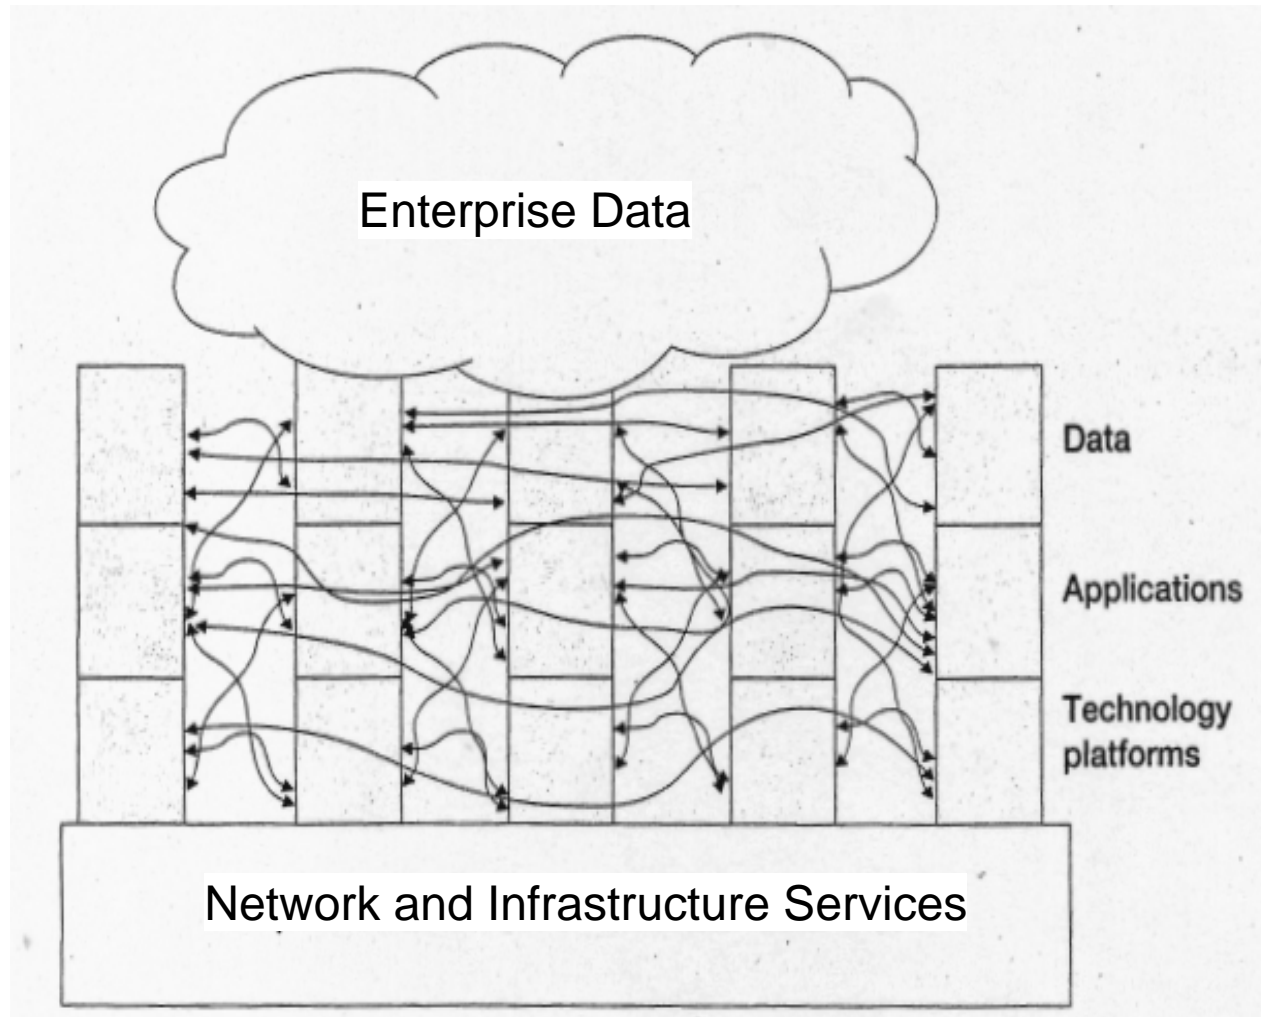 Enterprise Data
Data
Applications
Technology
platforms
Network and Infrastructure Services